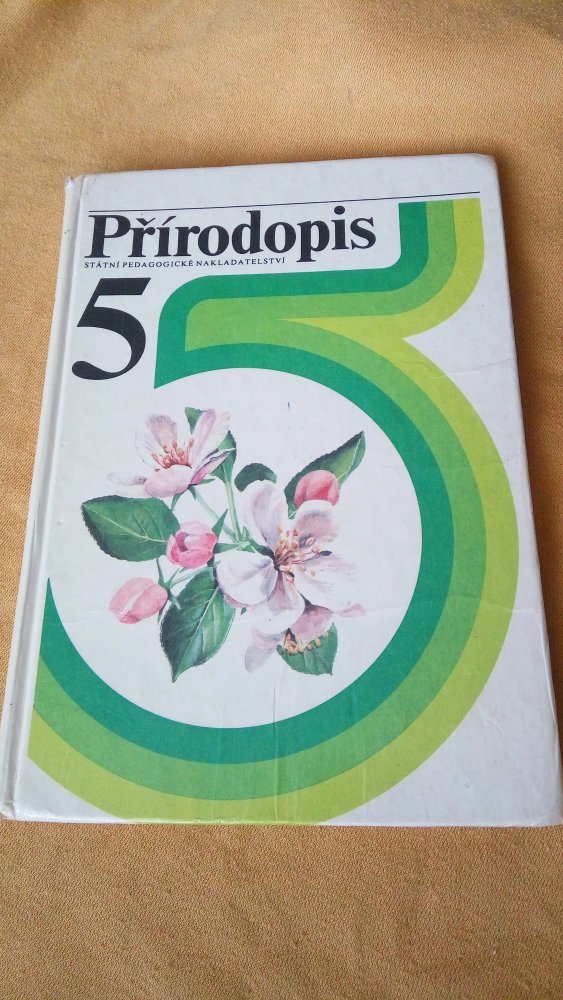 Přírodopis
STÁTNÍ PEDAGOGICKÉ NAKLADATELSTVÍ
5